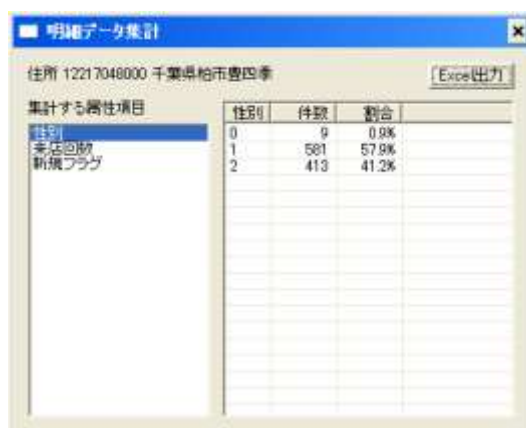 明細データ集計
住所 12217048000 千葉県柏市豊四季
Excel出力
集計する属性項目
性別
来店回数
新規フラグ
性別 件数 割合
0 9 0.9%
1 581 57.9%
2 413 41.2%